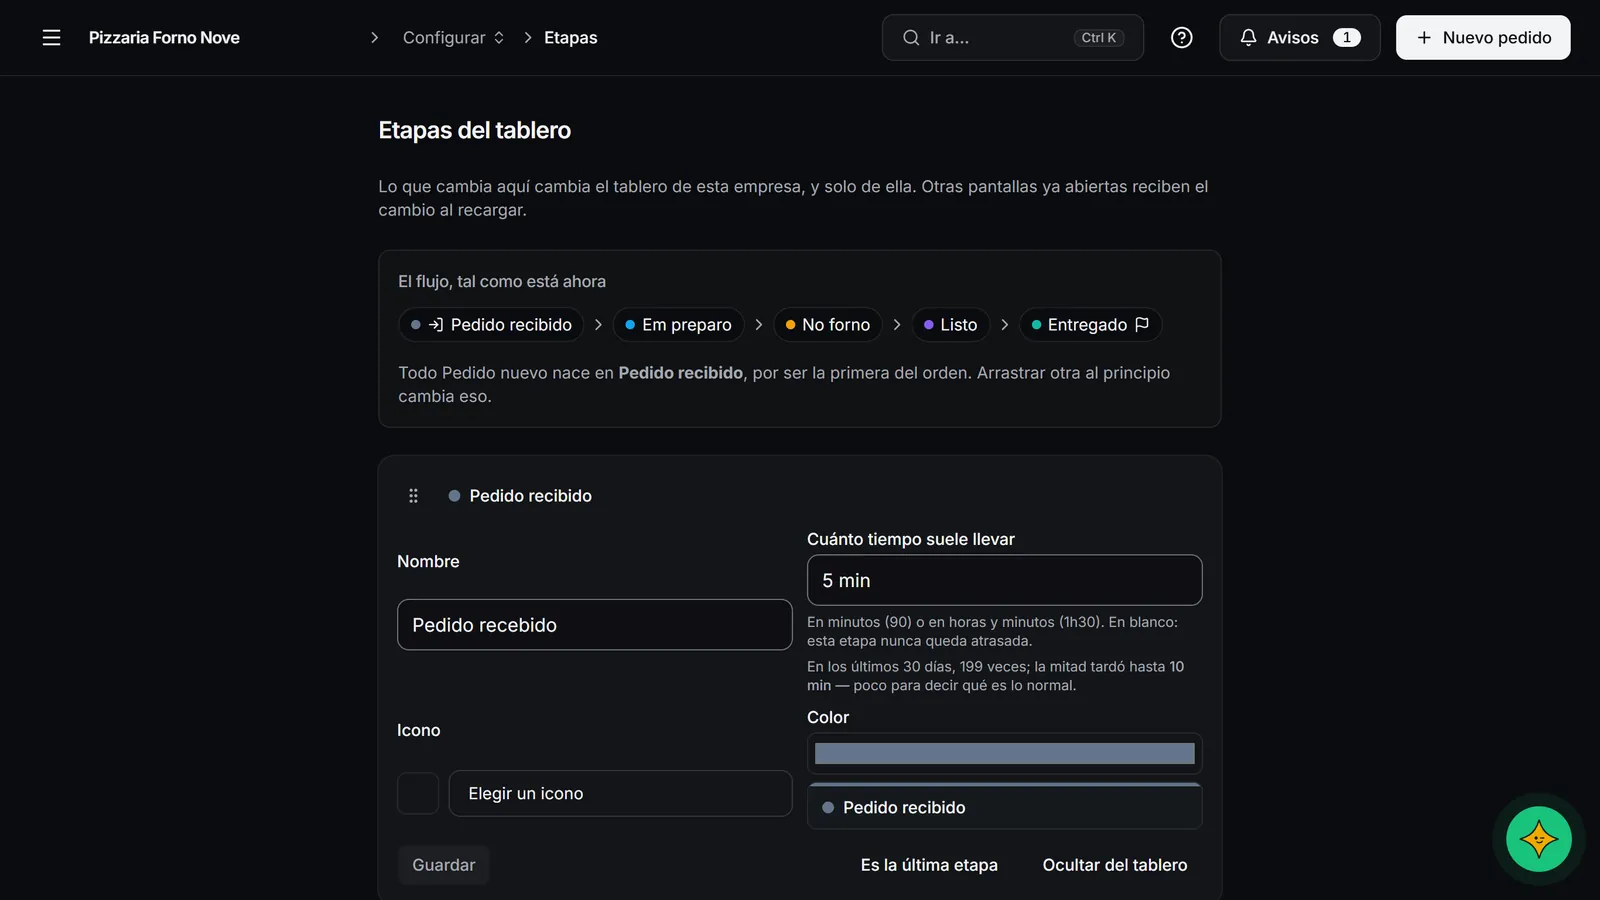 Pizzaria Forno Nove
Configurar
Etapas
Ir a...
Ctrl K
Avisos
1
Nuevo pedido
Etapas del tablero
Lo que cambia aquí cambia el tablero de esta empresa, y solo de ella. Otras pantallas ya abiertas reciben el
cambio al recargar.
El flujo, tal como está ahora
Pedido recibido
Em preparo
No forno
Listo
Entregado
Todo Pedido nuevo nace en Pedido recibido, por ser la primera del orden. Arrastrar otra al principio
cambia eso.
Pedido recibido
Nombre
Pedido recebido
Cuánto tiempo suele llevar
5 min
En minutos (90) o en horas y minutos (1h30). En blanco:
esta etapa nunca queda atrasada.
En los últimos 30 días, 199 veces; la mitad tardó hasta 10
min — poco para decir qué es lo normal.
Icono
Elegir un icono
Color
Pedido recibido
Guardar
Es la última etapa
Ocultar del tablero